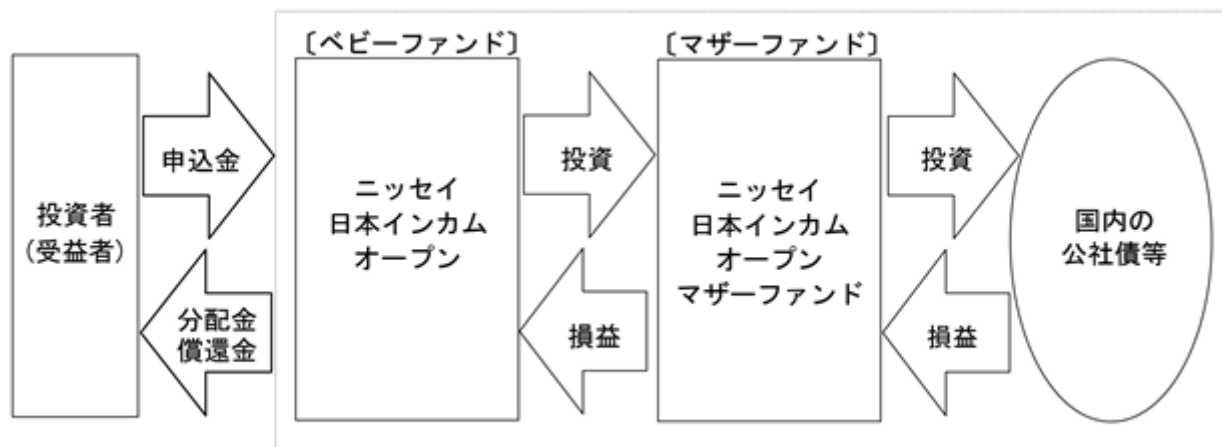 〔ベビーファンド〕
〔マザーファンド〕
投資者
(受益者)
申込金
分配金
償還金
ニッセイ
日本インカム
オープン
投資
損益
ニッセイ
日本インカム
オープン
マザーファンド
投資
損益
国内の
公社債等